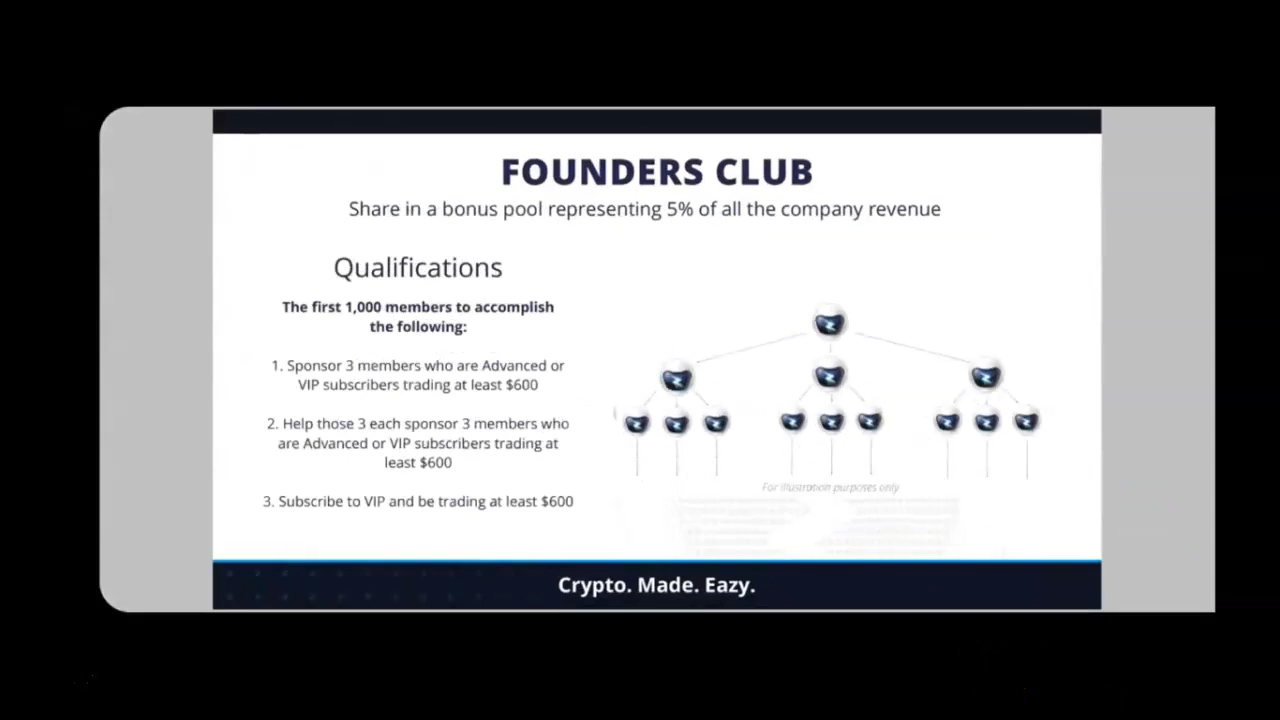 FOUNDERS CLUB
Share in a bonus pool representing 5% of all the company revenue
Qualifications
The first 1,000 members to accomplish
the following:
1. Sponsor 3 members who are Advanced or
VIP subscribers trading at least $600
2. Help those 3 each sponsor 3 members who
are Advanced or VIP subscribers trading at
least $600
3. Subscribe to VIP and be trading at least $600
For illustration purposes only
Crypto. Made. Eazy.